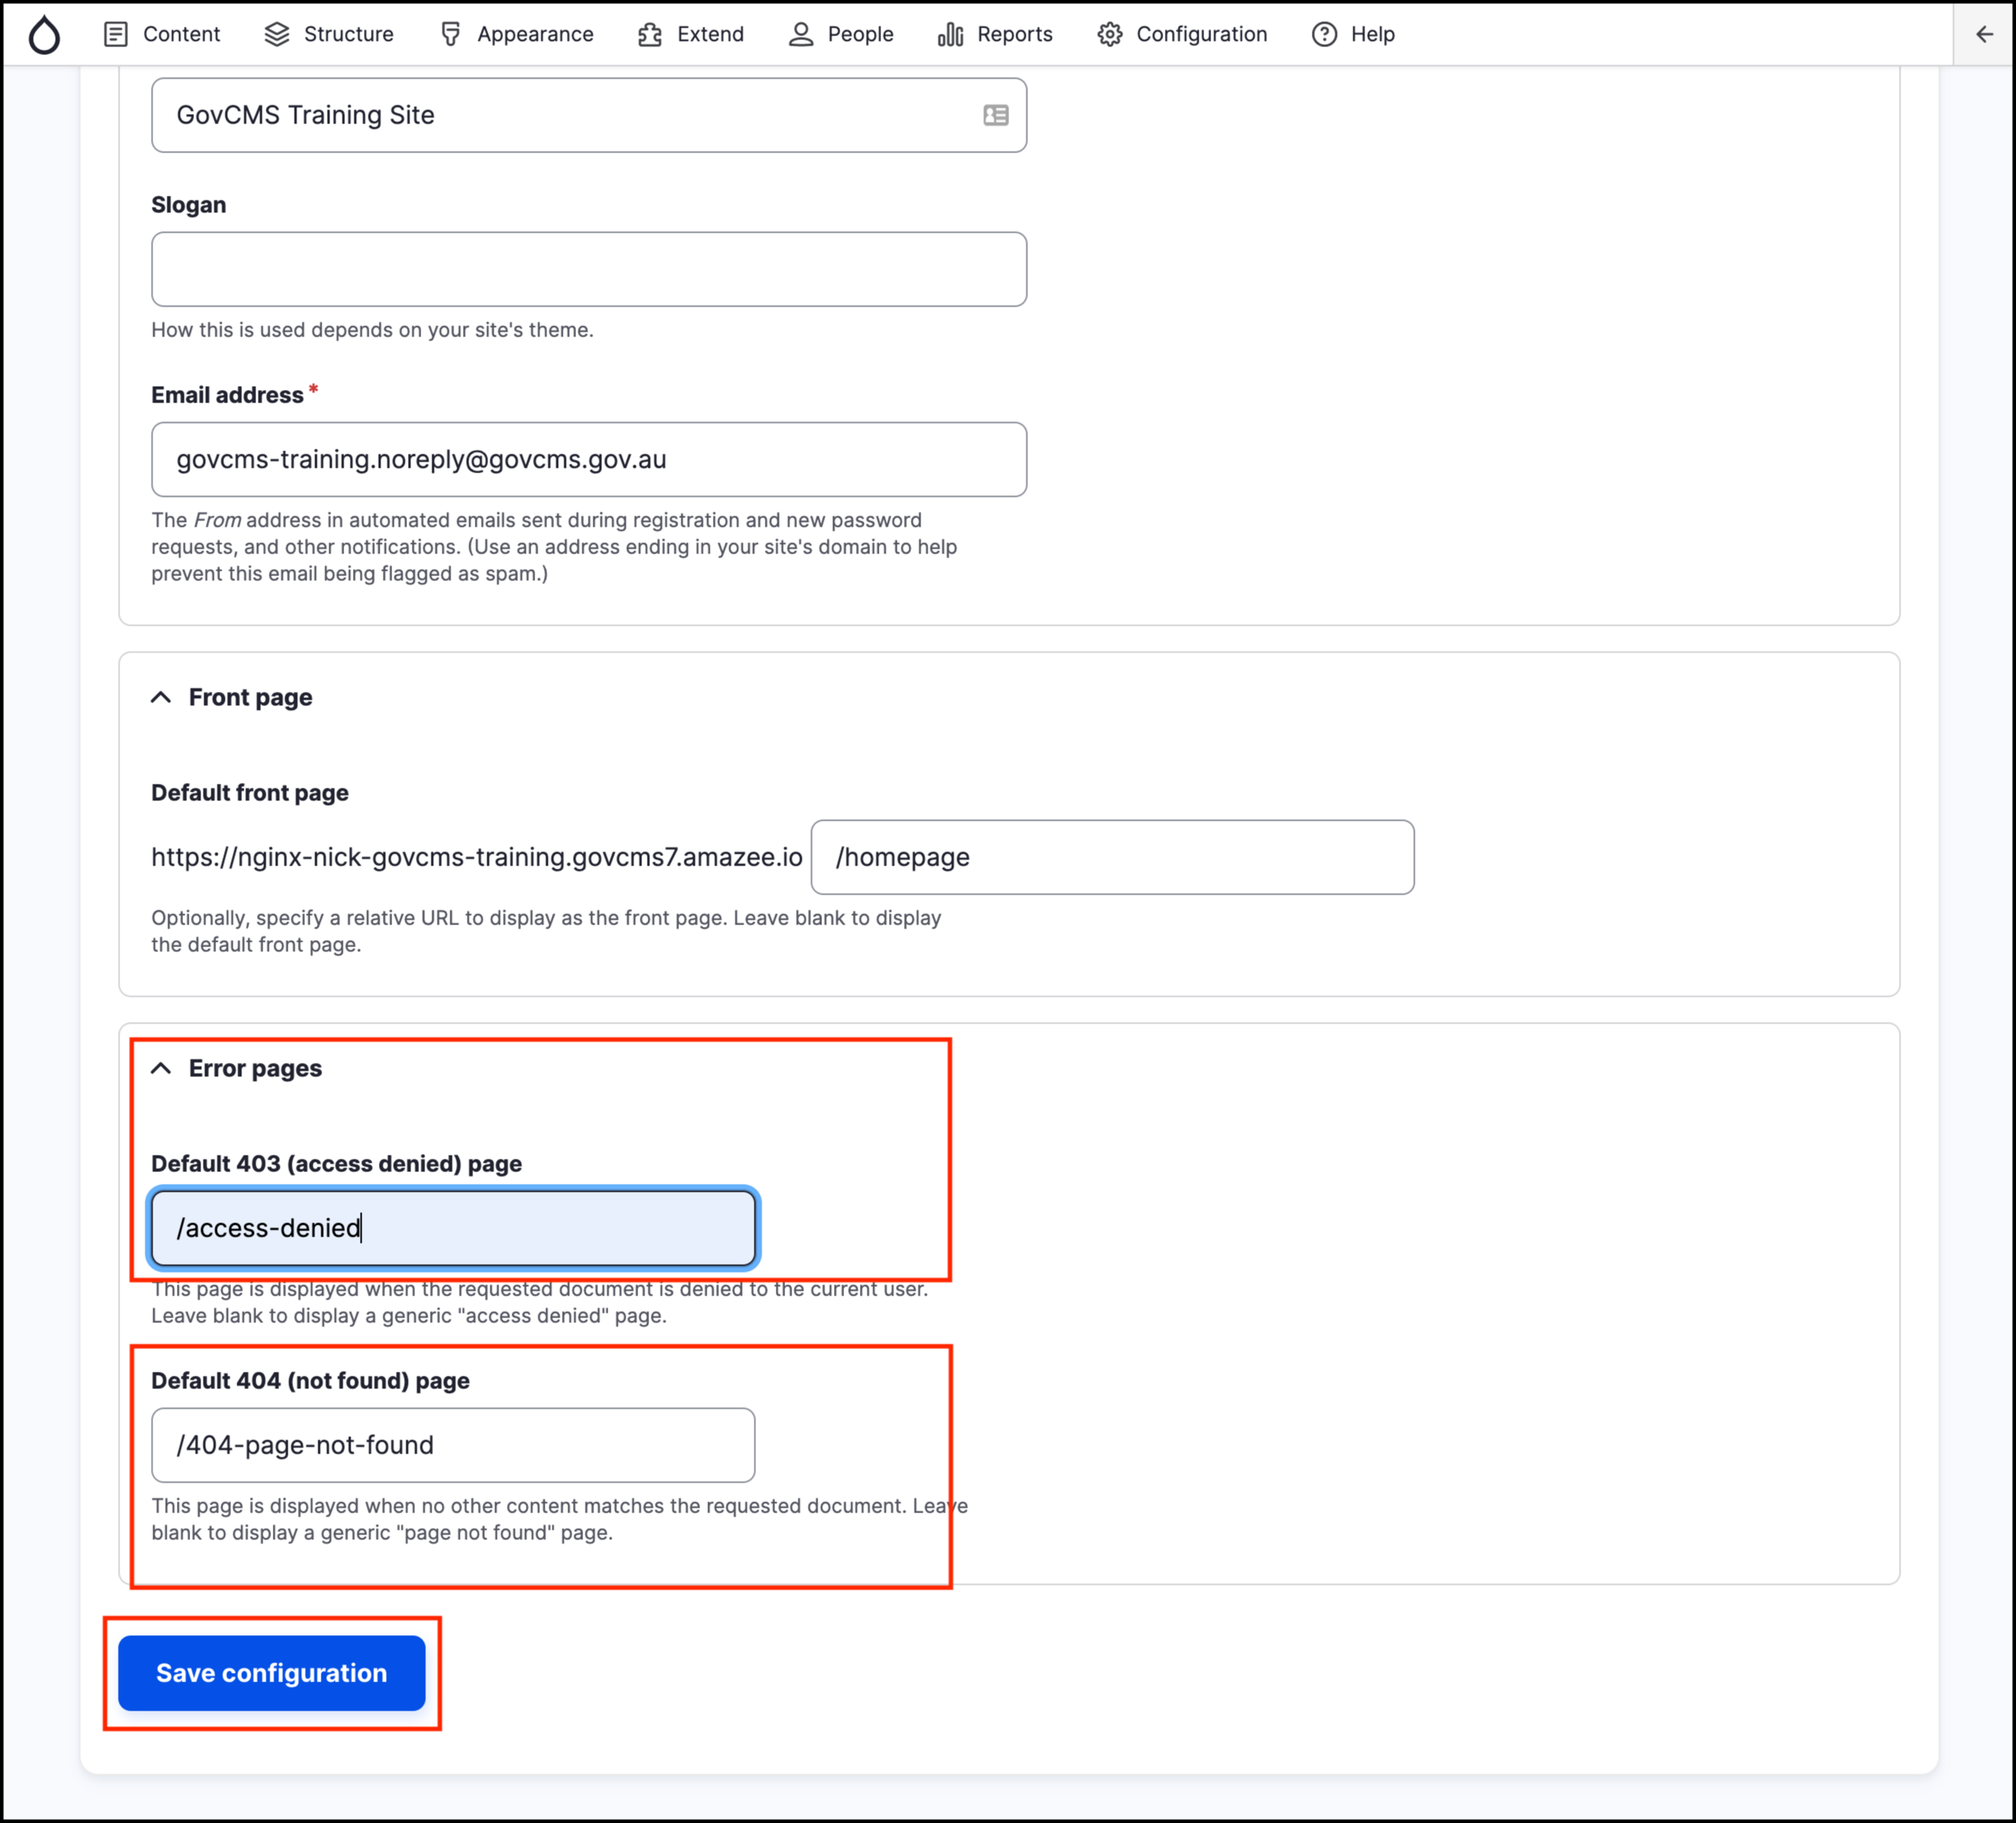 Content Structure Appearance Extend People Reports Configuration Help
GovCMS Training Site
Slogan
How this is used depends on your site's theme.
Email address *
govcms-training.noreply@govcms.gov.au
The From address in automated emails sent during registration and new password
requests, and other notifications. (Use an address ending in your site's domain to help
prevent this email being flagged as spam.)
Front page
Default front page
https://nginx-nick-govcms-training.govcms7.amazee.io /homepage
Optionally, specify a relative URL to display as the front page. Leave blank to display
the default front page.
Error pages
Default 403 (access denied) page
/access-denied
This page is displayed when the requested document is denied to the current user.
Leave blank to display a generic "access denied" page.
Default 404 (not found) page
/404-page-not-found
This page is displayed when no other content matches the requested document. Leave
blank to display a generic "page not found" page.
Save configuration